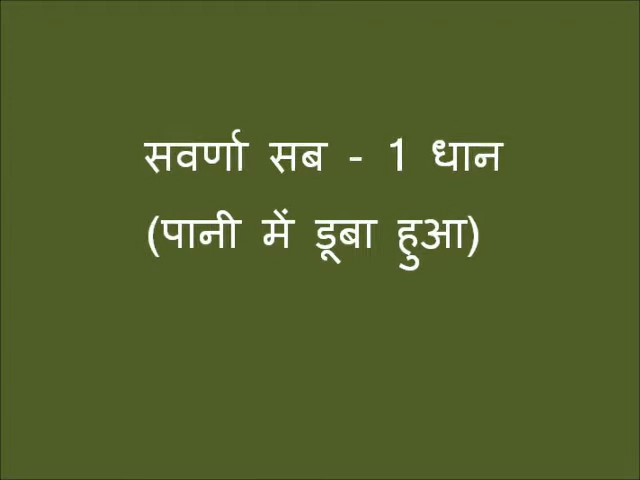 सवर्णा सब - 1 धान
(पानी में डूबा हुआ)